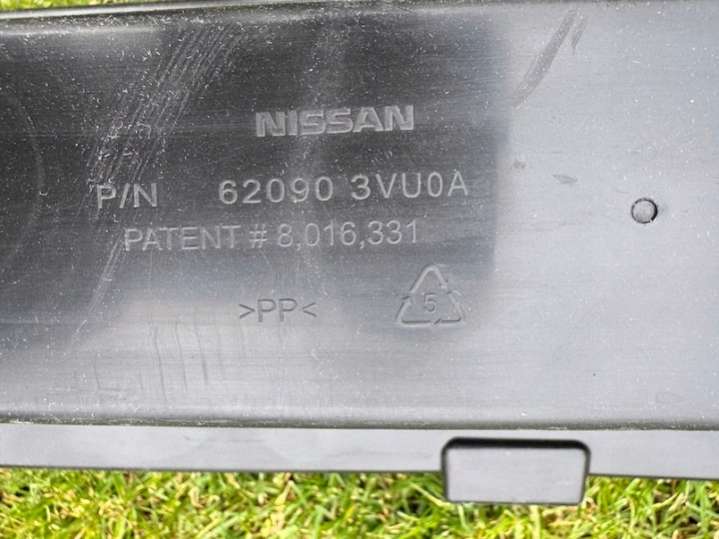 NISSAN
P/N 62090 3VU0A
PATENT # 8,016,331
>PP< 5